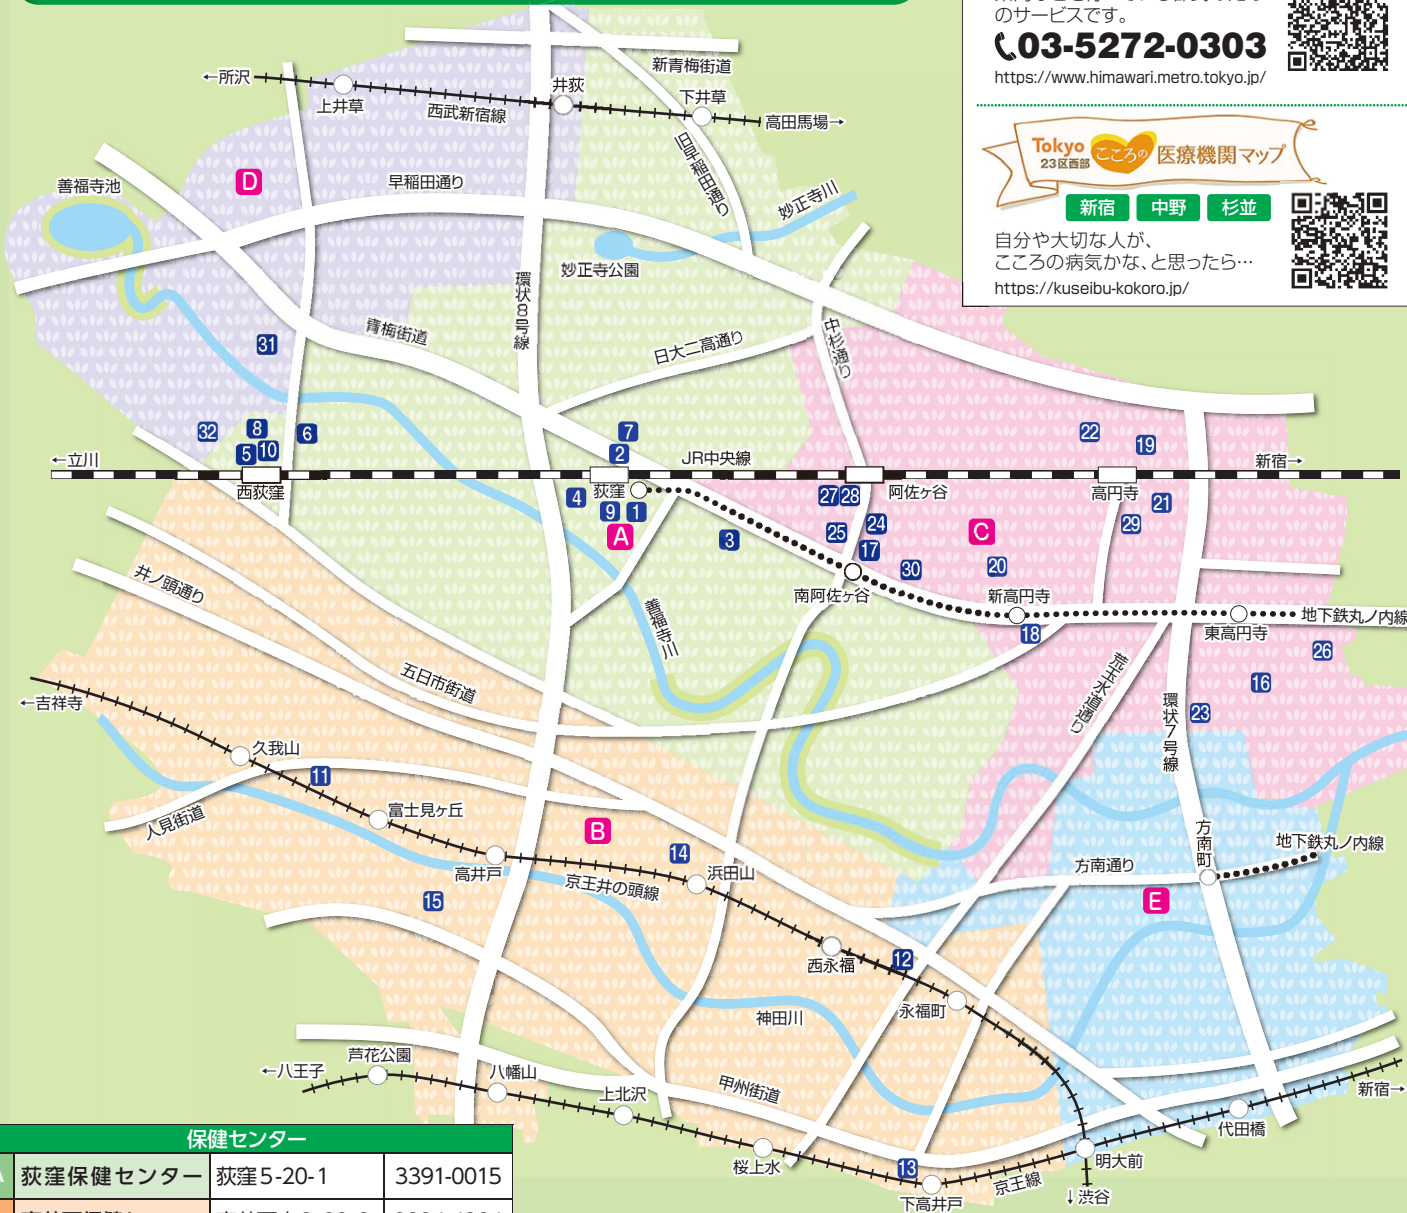 のサービスです。
03-5272-0303
https://www.himawari.metro.tokyo.jp/
Tokyo
23区西部
こころの
医療機関マップ
新宿
中野
杉並
自分や大切な人が、
こころの病気かな、と思ったら…
https://kuseibu-kokoro.jp/
新青梅街道
←所沢
上井草
西武新宿線
井荻
下井草
高田馬場→
旧早稲田通り
D
早稲田通り
善福寺池
妙正寺川
妙正寺公園
環状8号線
青梅街道
日大二高通り
中杉通り
31
32
8
5
10
6
7
2
22
19
←立川
JR中央線
新宿→
西荻窪
荻窪
阿佐ヶ谷
高円寺
4
9
1
A
3
27
28
25
24
17
30
C
20
21
29
井ノ頭通り
善福寺川
南阿佐ヶ谷
新高円寺
18
地下鉄丸ノ内線
東高円寺
26
16
23
五日市街道
荒玉水道通り
環状7号線
←吉祥寺
久我山
11
人見街道
富士見ヶ丘
B
高井戸
京王井の頭線
14
浜田山
15
方南通り
方南町
地下鉄丸ノ内線
E
西永福
12
永福町
神田川
←八王子
芦花公園
八幡山
上北沢
甲州街道
桜上水
13
下高井戸
京王線
明大前
↓渋谷
代田橋
新宿→
保健センター
荻窪保健センター
荻窪5-20-1
3391-0015